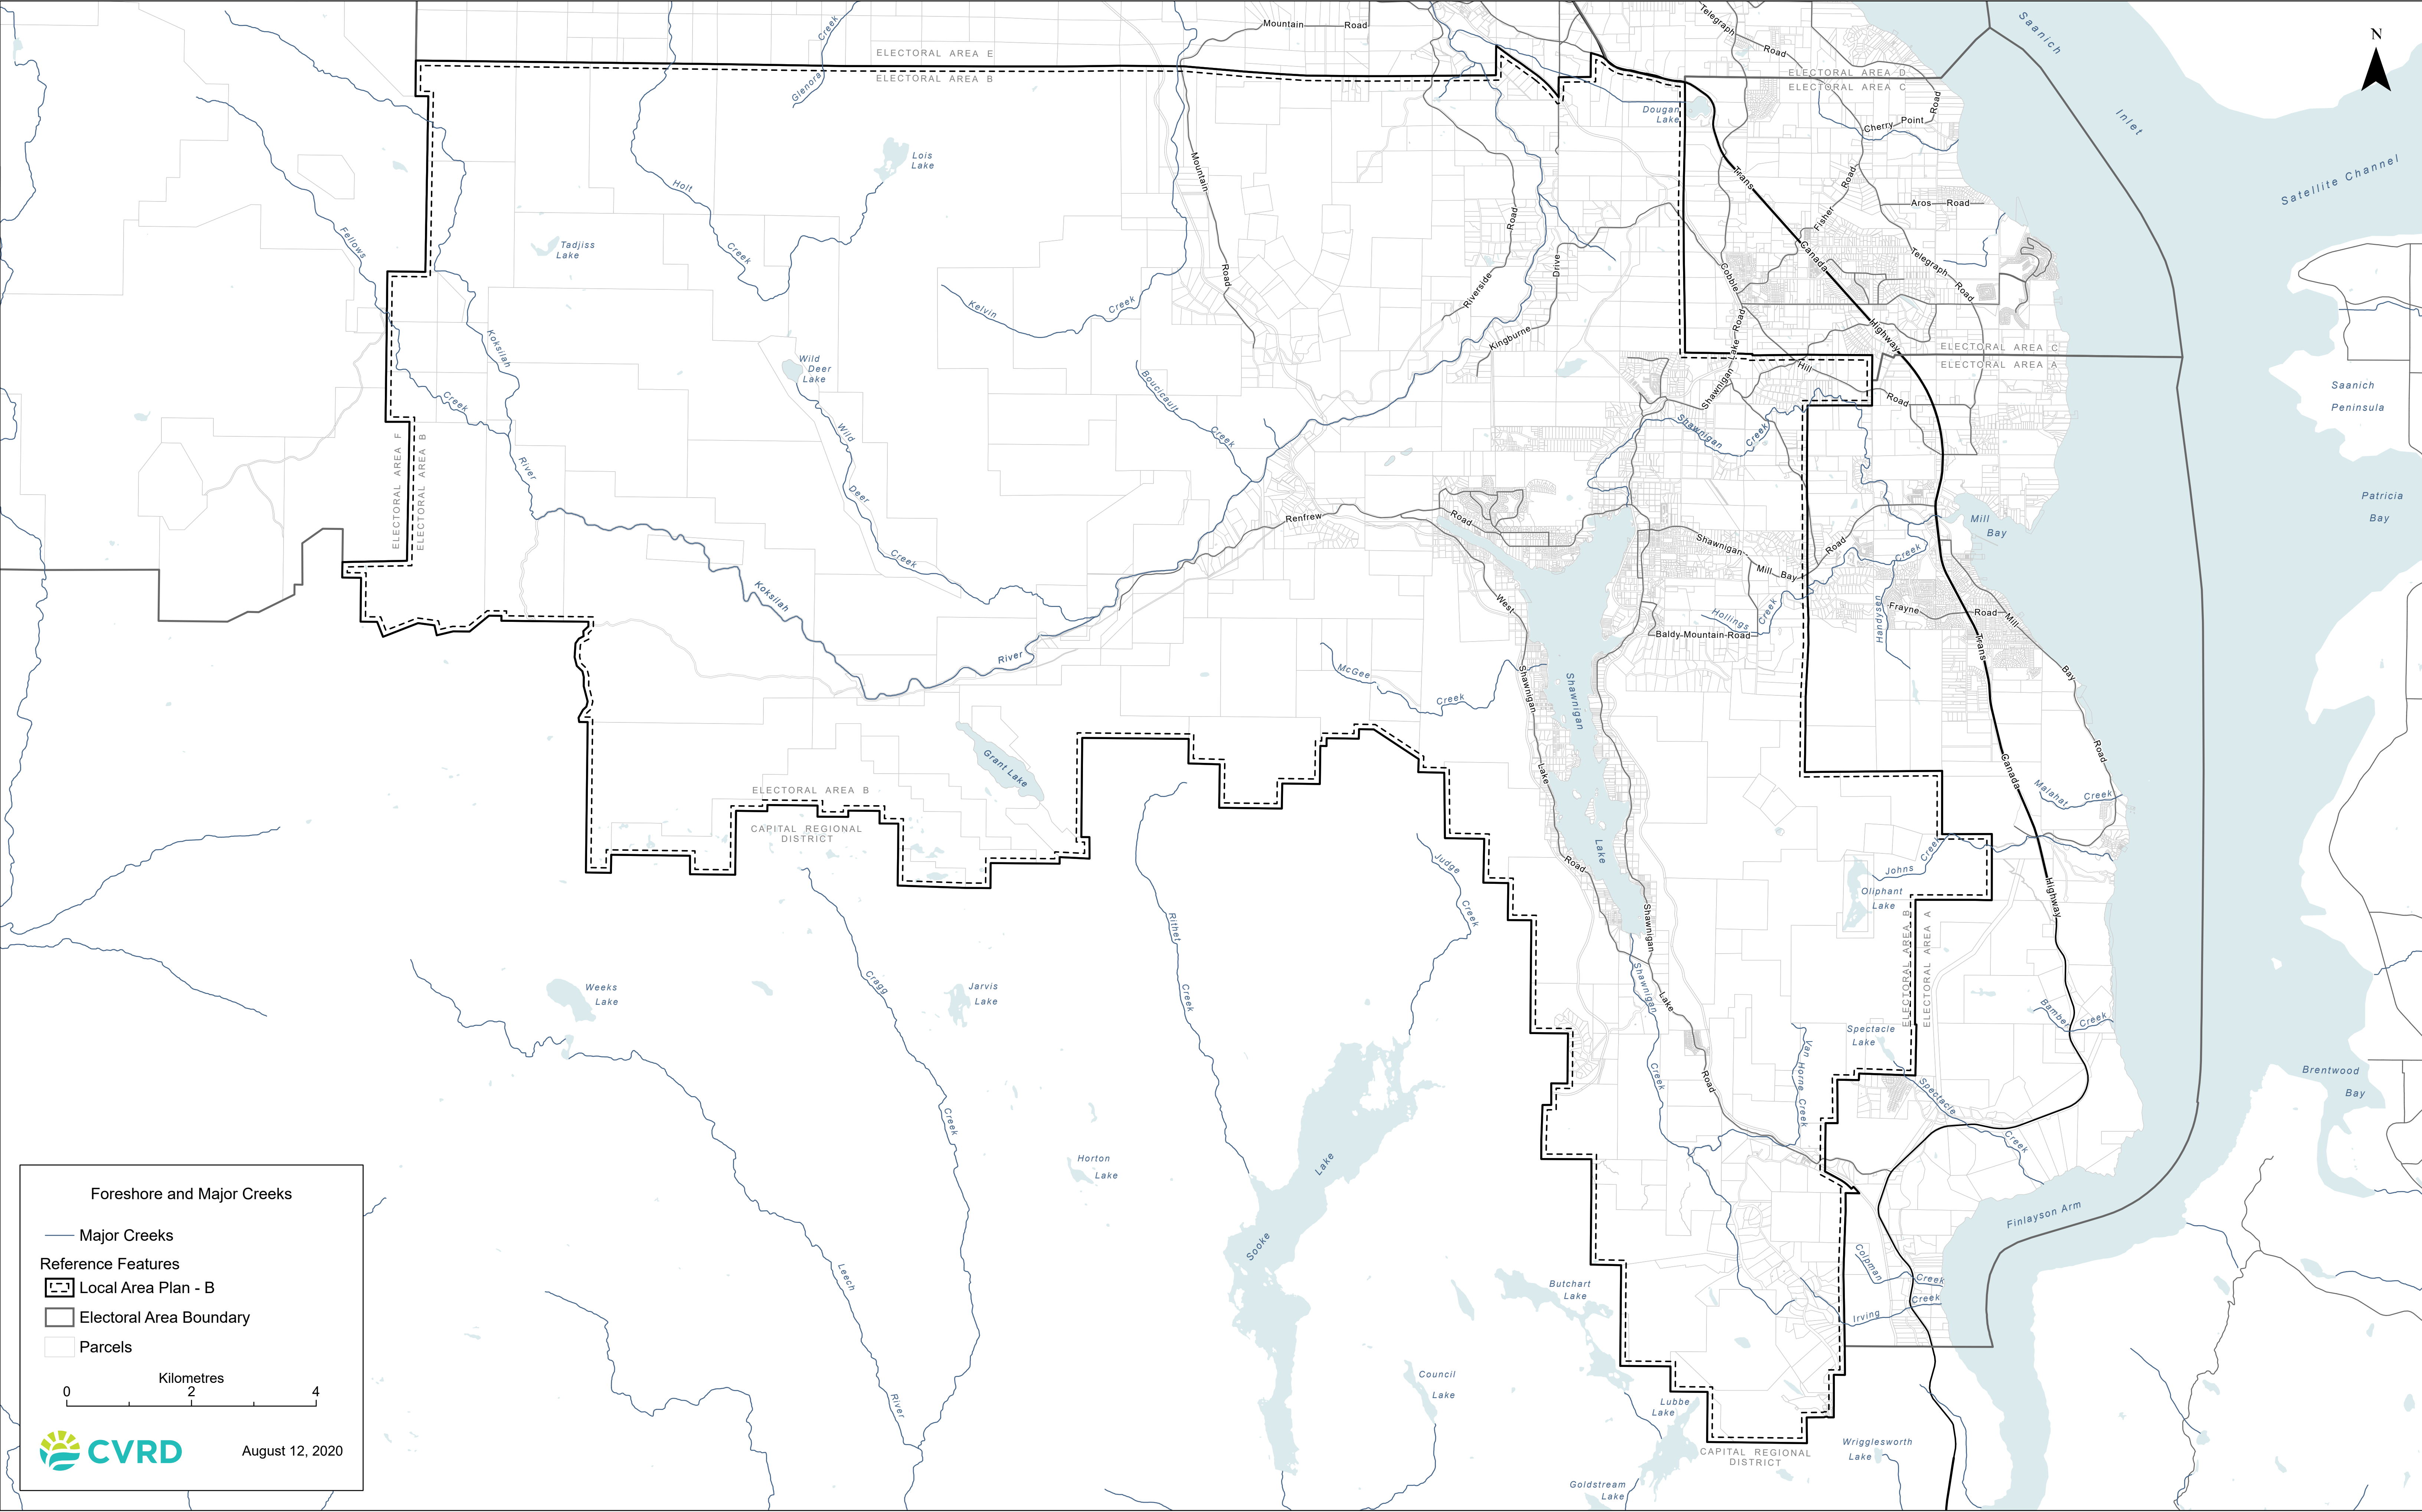 Mountain Road
Telegraph
Road
Saanich
Inlet
N
Glenora
Creek
ELECTORAL AREA E
ELECTORAL AREA B
ELECTORAL AREA D
ELECTORAL AREA C
Dougan
Lake
Cherry Point
Road
Satellite Channel
Lois
Lake
Holt
Creek
Mountain
Road
Trans
Canada
Highway
Fisher
Road
Aros Road
Telegraph
Road
Fellows
Creek
Tadjiss
Lake
Koksilah
River
Kelvin
Creek
Riverside
Road
Kingburne
Drive
Cobble
Hill
Road
Shawnigan
Lake Road
ELECTORAL AREA C
ELECTORAL AREA A
Saanich
Peninsula
Wild
Deer
Lake
Boucicault
Creek
Wild
Deer
Creek
Shawnigan
Creek
ELECTORAL AREA F
ELECTORAL AREA B
Patricia
Bay
Mill
Bay
Renfrew
Road
Shawnigan
Mill Bay
Road
Creek
Handysen
Hollings
Creek
Frayne
Road
Mill
Bay
Road
Baldy Mountain Road
Koksilah
River
West
Shawnigan
Lake
Road
McGee
Creek
Shawnigan
Lake
Trans
Canada
Highway
Grant Lake
ELECTORAL AREA B
CAPITAL REGIONAL
DISTRICT
Malahat
Creek
Johns
Creek
Oliphant
Lake
Judge
Creek
Rithet
Creek
Shawnigan
Lake
Road
ELECTORAL AREA B
ELECTORAL AREA A
Weeks
Lake
Cragg
Creek
Jarvis
Lake
Shawnigan
Creek
Bamber
Creek
Spectacle
Lake
Van Horne Creek
Spectacle
Creek
Brentwood
Bay
Horton
Lake
Sooke
Lake
Finlayson Arm
Leech
River
Colpman
Creek
Irving
Creek
Butchart
Lake
Council
Lake
Lubbe
Lake
CAPITAL REGIONAL
DISTRICT
Wrigglesworth
Lake
Goldstream
Lake
Foreshore and Major Creeks
Major Creeks
Reference Features
Local Area Plan - B
Electoral Area Boundary
Parcels
Kilometres
0 2 4
CVRD
August 12, 2020